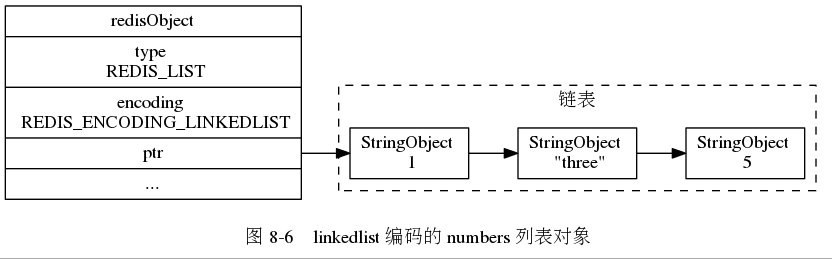 redisObject
type
REDIS_LIST
encoding
REDIS_ENCODING_LINKEDLIST
ptr
...
链表
StringObject
1
StringObject
"three"
StringObject
5
图 8-6 linkedlist 编码的 numbers 列表对象